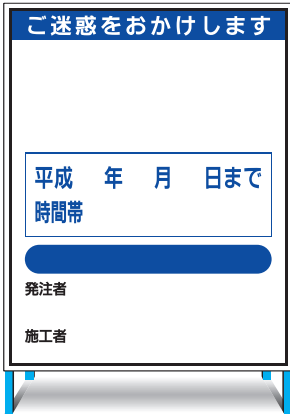 ご迷惑をおかけします
平成　年　月　日まで
時間帯
発注者
施工者